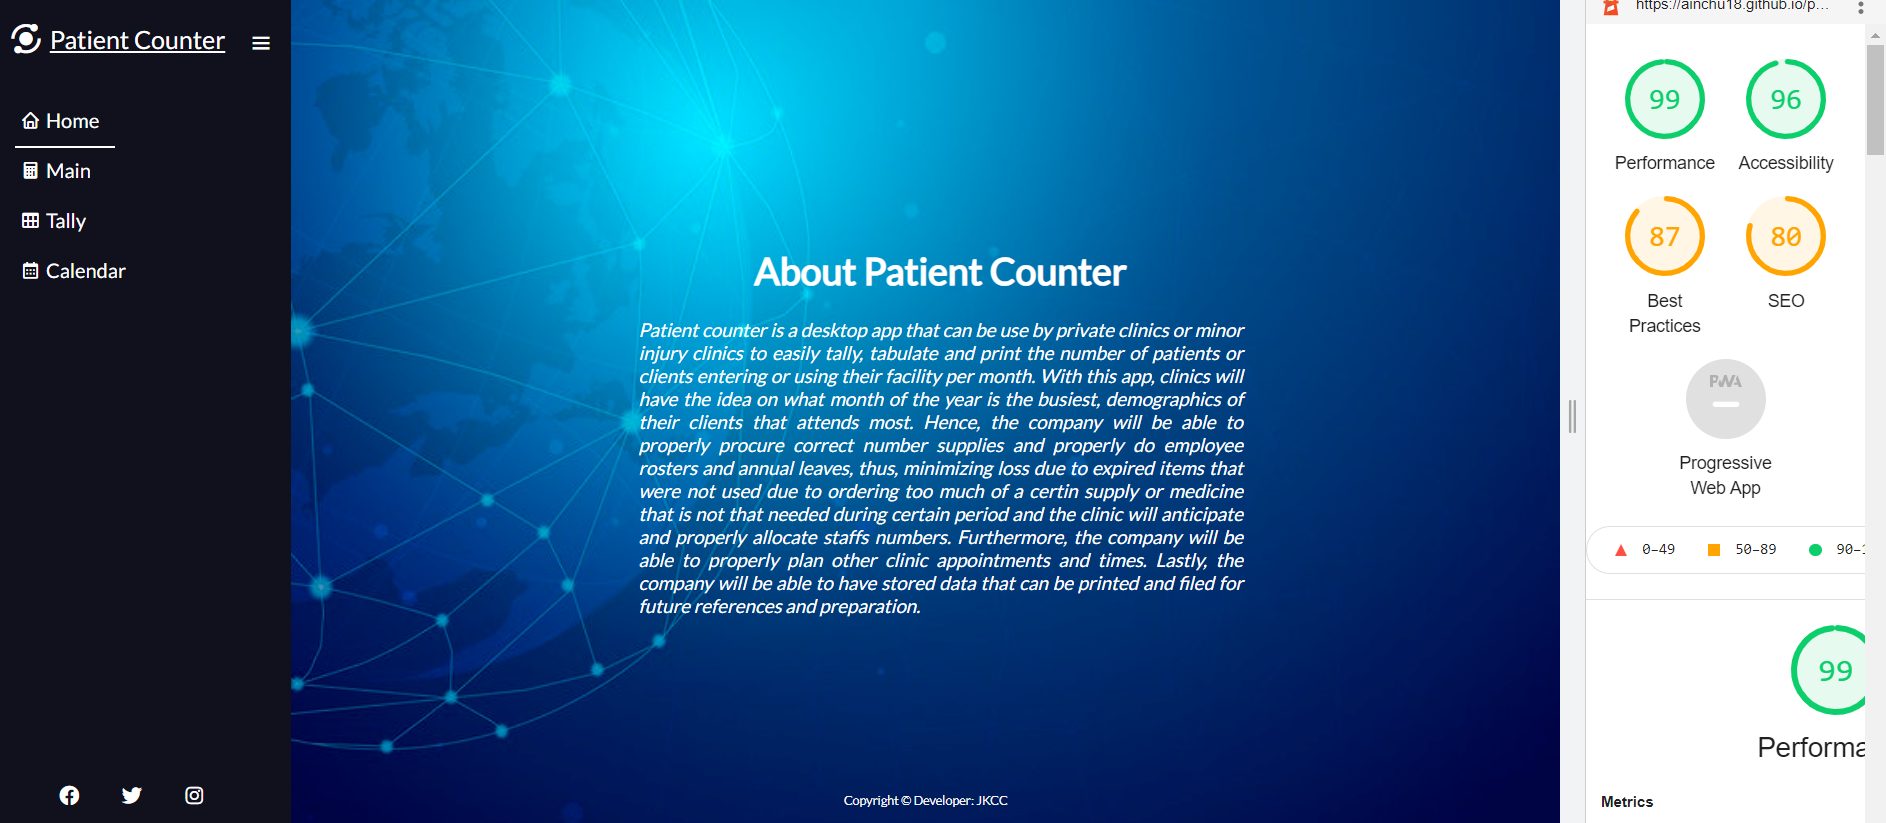 Patient Counter
Home
Main
Tally
Calendar
About Patient Counter
Patient counter is a desktop app that can be use by private clinics or minor
injury clinics to easily tally, tabulate and print the number of patients or
clients entering or using their facility per month. With this app, clinics will
have the idea on what month of the year is the busiest, demographics of
their clients that attends most. Hence, the company will be able to
properly procure correct number supplies and properly do employee
rosters and annual leaves, thus, minimizing loss due to expired items that
were not used due to ordering too much of a certin supply or medicine
that is not that needed during certain period and the clinic will anticipate
and properly allocate staffs numbers. Furthermore, the company will be
able to properly plan other clinic appointments and times. Lastly, the
company will be able to have stored data that can be printed and filed for
future references and preparation.
Copyright © Developer: JKCC
https://ainchu18.github.io/p...
99
Performance
96
Accessibility
87
Best
Practices
80
SEO
PWA
Progressive
Web App
0–49
50–89
90–1
99
Performa
Metrics